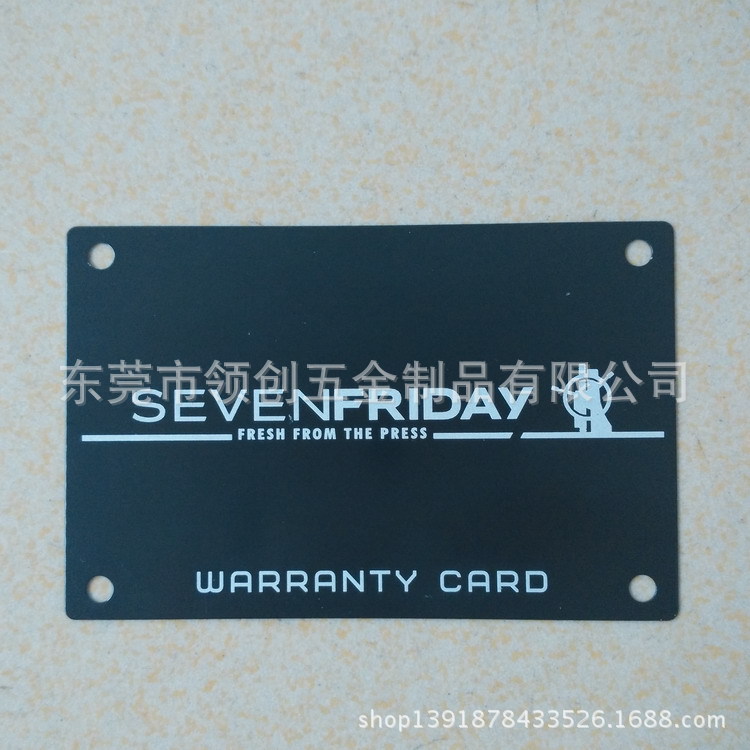 东莞市领创五金制品有限公司
SEVENFRIDAY
FRESH FROM THE PRESS
WARRANTY CARD
shop1391878433526.1688.com